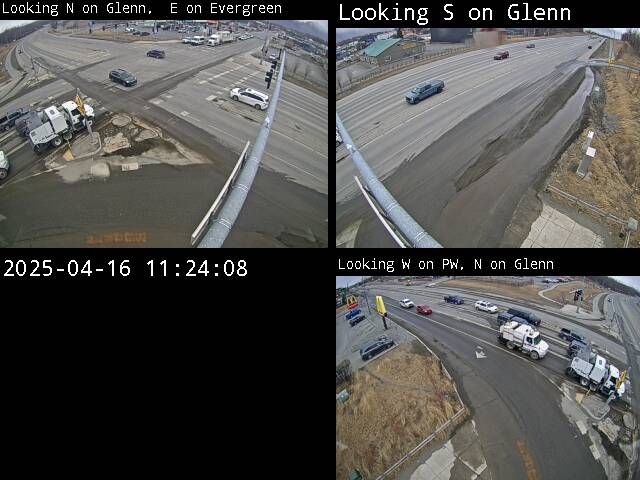 Looking N on Glenn, E on Evergreen
Looking S on Glenn
2025-04-16 11:24:08
Looking W on PW, N on Glenn